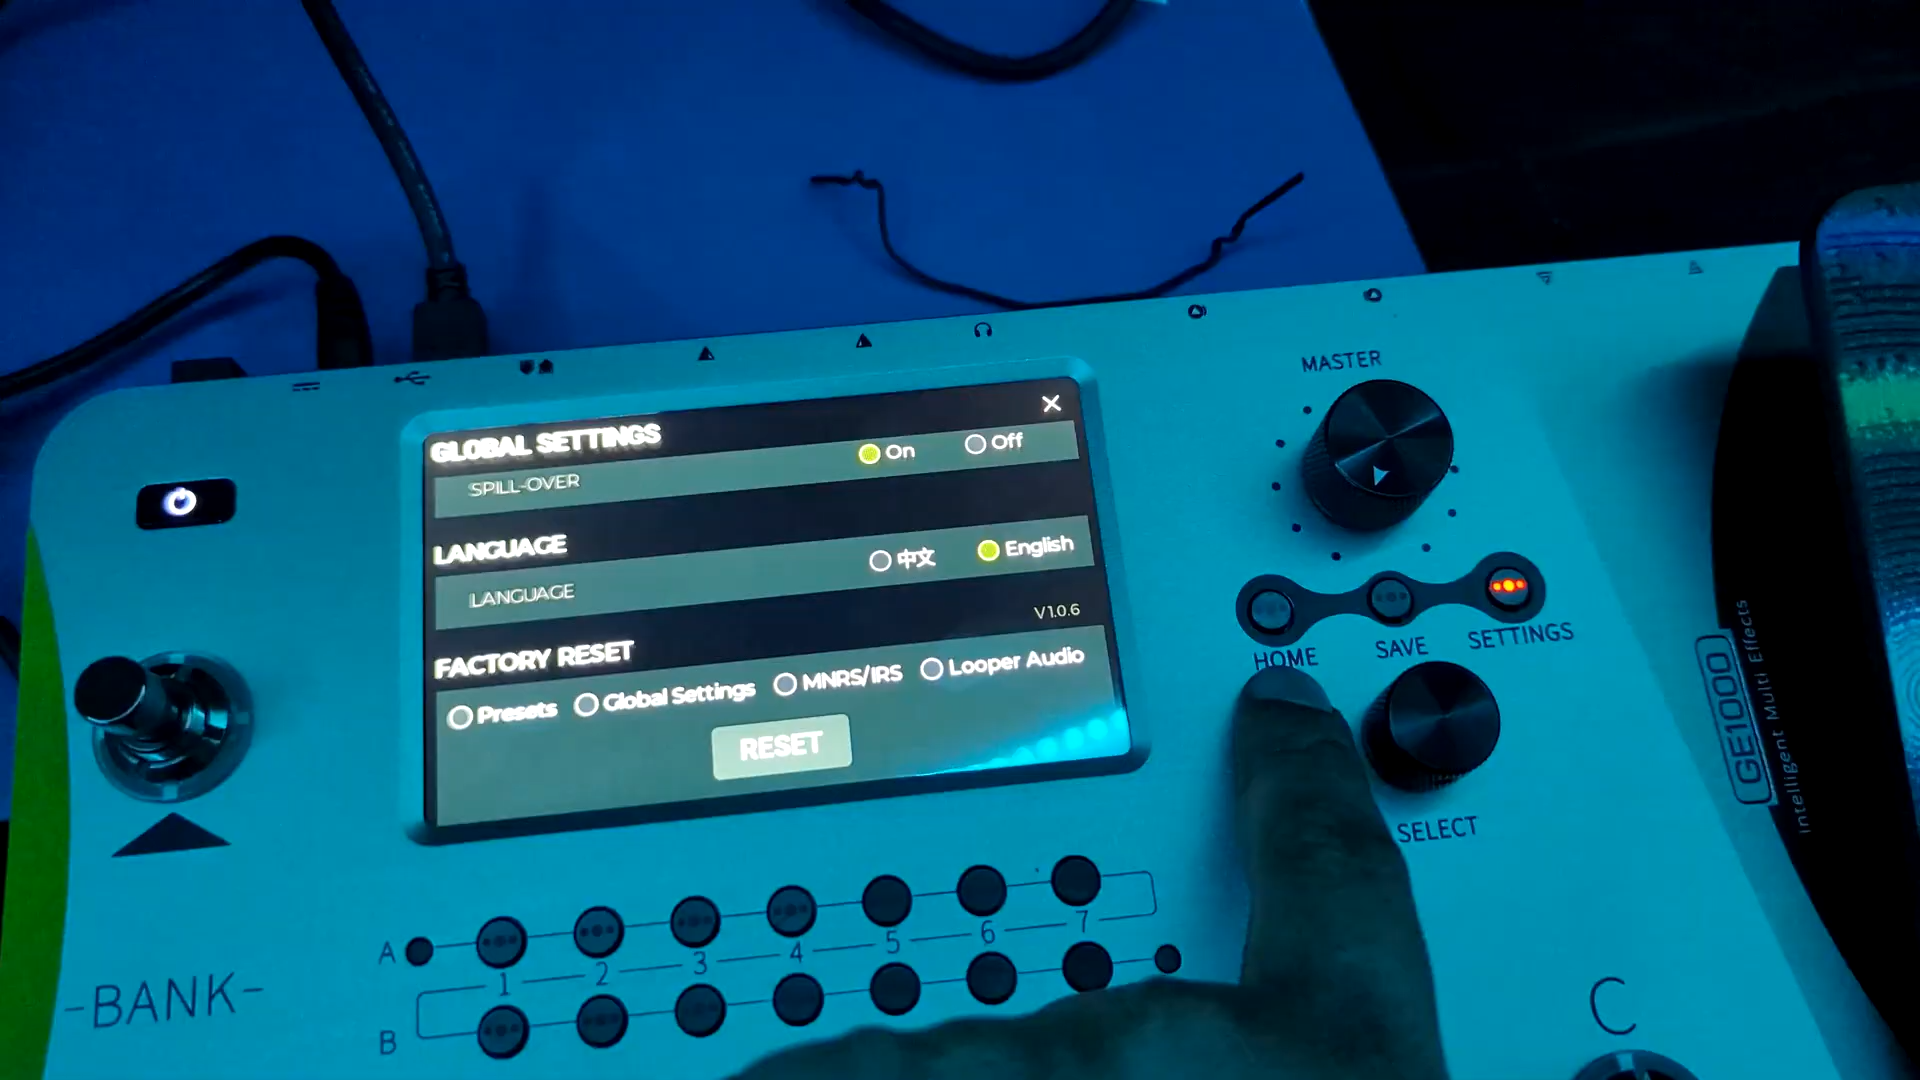 GLOBAL SETTINGS
SPILL-OVER On Off
LANGUAGE
LANGUAGE 中文 English
V1.0.6
FACTORY RESET
Presets Global Settings MNRS/IRS Looper Audio
RESET
MASTER
HOME SAVE SETTINGS
SELECT
GE1000
Intelligent Multi Effects
A
1 2 3 4 5 6 7
B
-BANK-
C